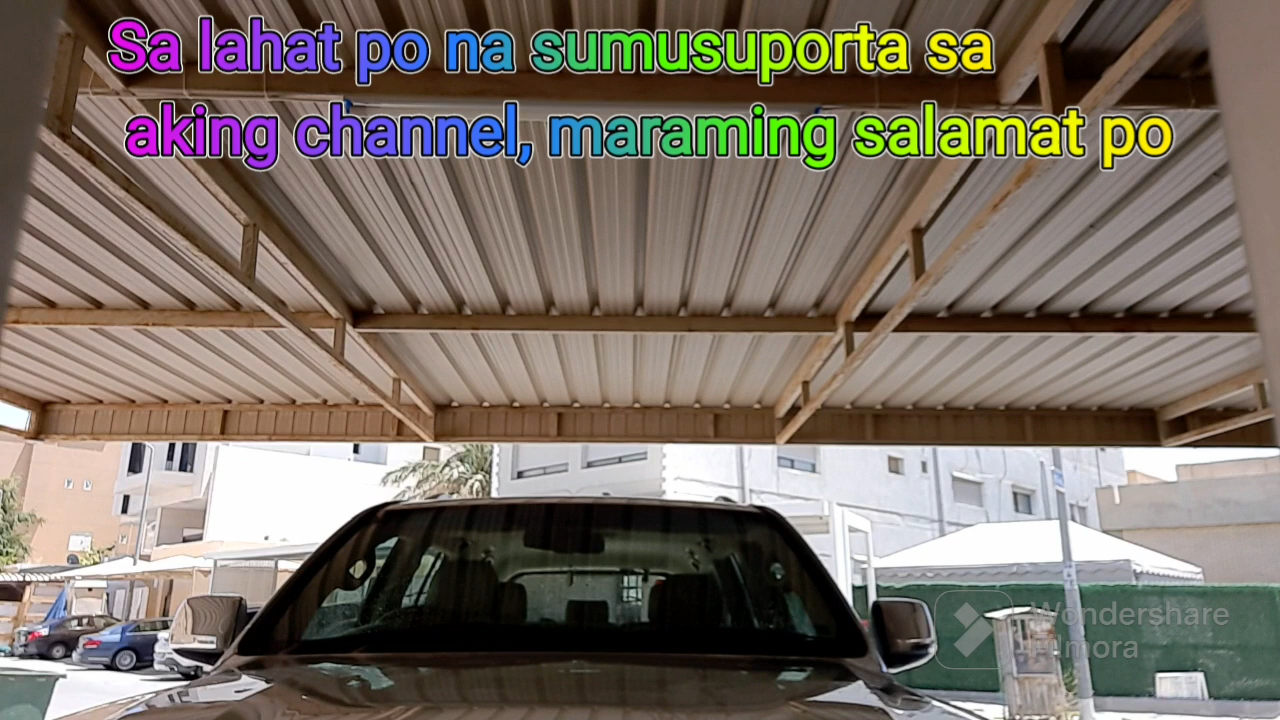 Sa lahat po na sumusuporta sa
aking channel, maraming salamat po
Wondershare
Filmora